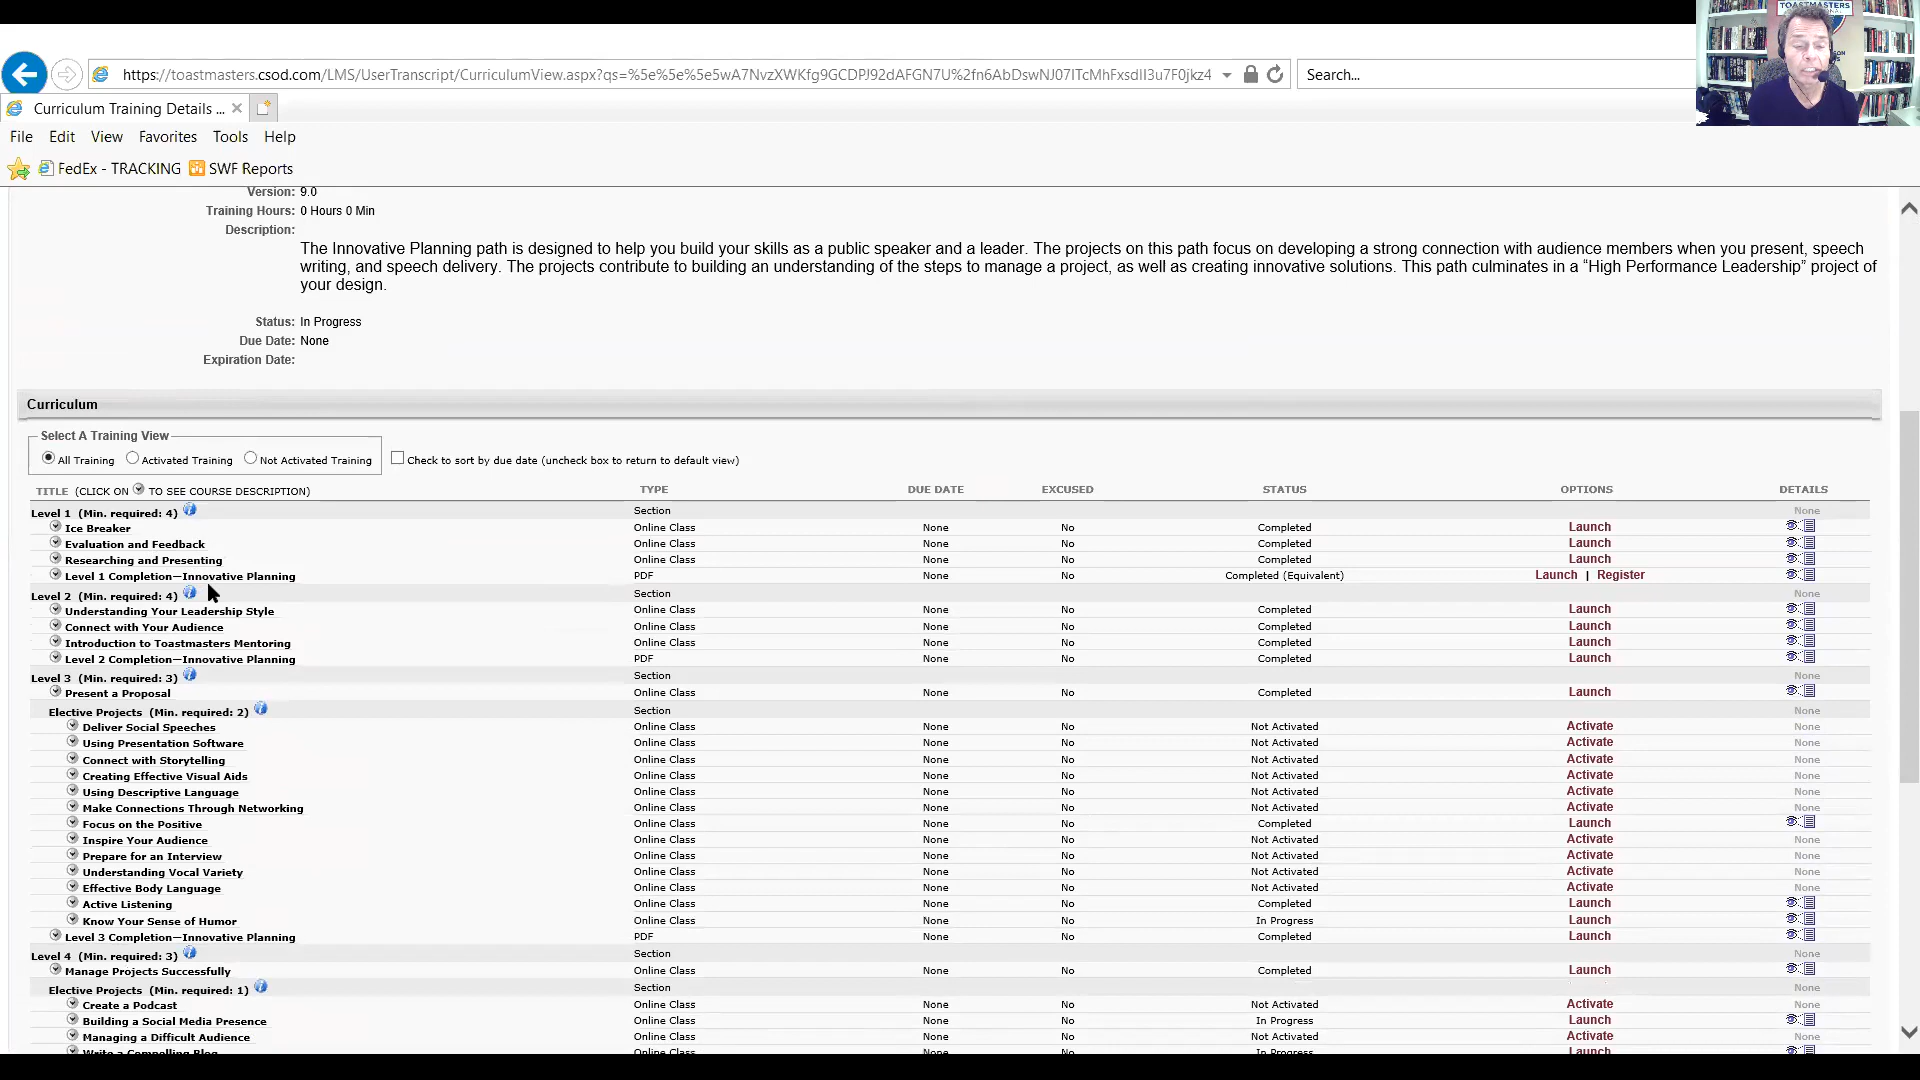 TOASTMASTERS
https://toastmasters.csod.com/LMS/UserTranscript/CurriculumView.aspx?qs=%5e%5e%5e5wA7NvzXWKfg9GCDPJ92dAFGN7U%2fn6AbDswNJ07ITcMhFxsdII3u7F0jkz4 Search...
Curriculum Training Details ...
File Edit View Favorites Tools Help
FedEx - TRACKING SWF Reports
Version: 9.0
Training Hours: 0 Hours 0 Min
Description:
The Innovative Planning path is designed to help you build your skills as a public speaker and a leader. The projects on this path focus on developing a strong connection with audience members when you present, speech
writing, and speech delivery. The projects contribute to building an understanding of the steps to manage a project, as well as creating innovative solutions. This path culminates in a “High Performance Leadership” project of
your design.
Status: In Progress
Due Date: None
Expiration Date:
Curriculum
Select A Training View
All Training Activated Training Not Activated Training Check to sort by due date (uncheck box to return to default view)
TITLE (CLICK ON TO SEE COURSE DESCRIPTION) TYPE DUE DATE EXCUSED STATUS OPTIONS DETAILS
Level 1 (Min. required: 4) Section None
Ice Breaker Online Class None No Completed Launch
Evaluation and Feedback Online Class None No Completed Launch
Researching and Presenting Online Class None No Completed Launch
Level 1 Completion—Innovative Planning PDF None No Completed (Equivalent) Launch | Register
Level 2 (Min. required: 4) Section None
Understanding Your Leadership Style Online Class None No Completed Launch
Connect with Your Audience Online Class None No Completed Launch
Introduction to Toastmasters Mentoring Online Class None No Completed Launch
Level 2 Completion—Innovative Planning PDF None No Completed Launch
Level 3 (Min. required: 3) Section None
Present a Proposal Online Class None No Completed Launch
Elective Projects (Min. required: 2) Section None
Deliver Social Speeches Online Class None No Not Activated Activate None
Using Presentation Software Online Class None No Not Activated Activate None
Connect with Storytelling Online Class None No Not Activated Activate None
Creating Effective Visual Aids Online Class None No Not Activated Activate None
Using Descriptive Language Online Class None No Not Activated Activate None
Make Connections Through Networking Online Class None No Not Activated Activate None
Focus on the Positive Online Class None No Completed Launch
Inspire Your Audience Online Class None No Not Activated Activate None
Prepare for an Interview Online Class None No Not Activated Activate None
Understanding Vocal Variety Online Class None No Not Activated Activate None
Effective Body Language Online Class None No Not Activated Activate None
Active Listening Online Class None No Completed Launch
Know Your Sense of Humor Online Class None No In Progress Launch
Level 3 Completion—Innovative Planning PDF None No Completed Launch
Level 4 (Min. required: 3) Section None
Manage Projects Successfully Online Class None No Completed Launch
Elective Projects (Min. required: 1) Section None
Create a Podcast Online Class None No Not Activated Activate None
Building a Social Media Presence Online Class None No In Progress Launch
Managing a Difficult Audience Online Class None No Not Activated Activate None
Write a Compelling Blog Online Class None No In Progress Launch